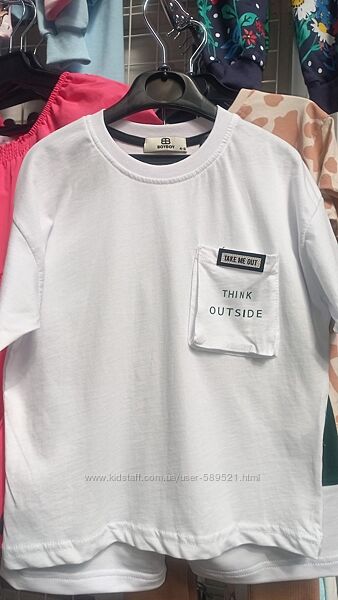 BOYBOY
TAKE ME OUT
THINK
OUTSIDE
www.kidstaff.com.ua/user-589521.html